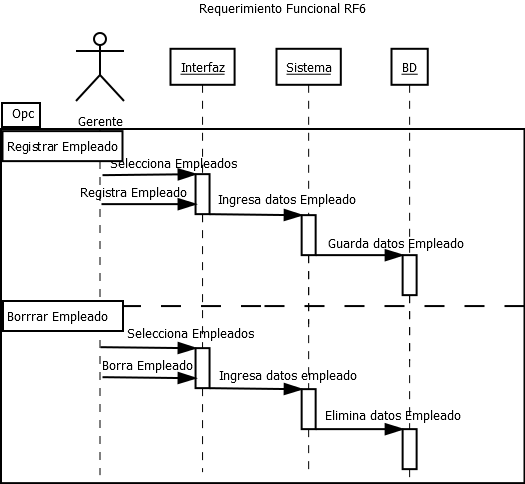 Requerimiento Funcional RF6
Interfaz
Sistema
BD
Opc
Gerente
Registrar Empleado
Selecciona Empleados
Registra Empleado
Ingresa datos Empleado
Guarda datos Empleado
Borrrar Empleado
Selecciona Empleados
Borra Empleado
Ingresa datos empleado
Elimina datos Empleado